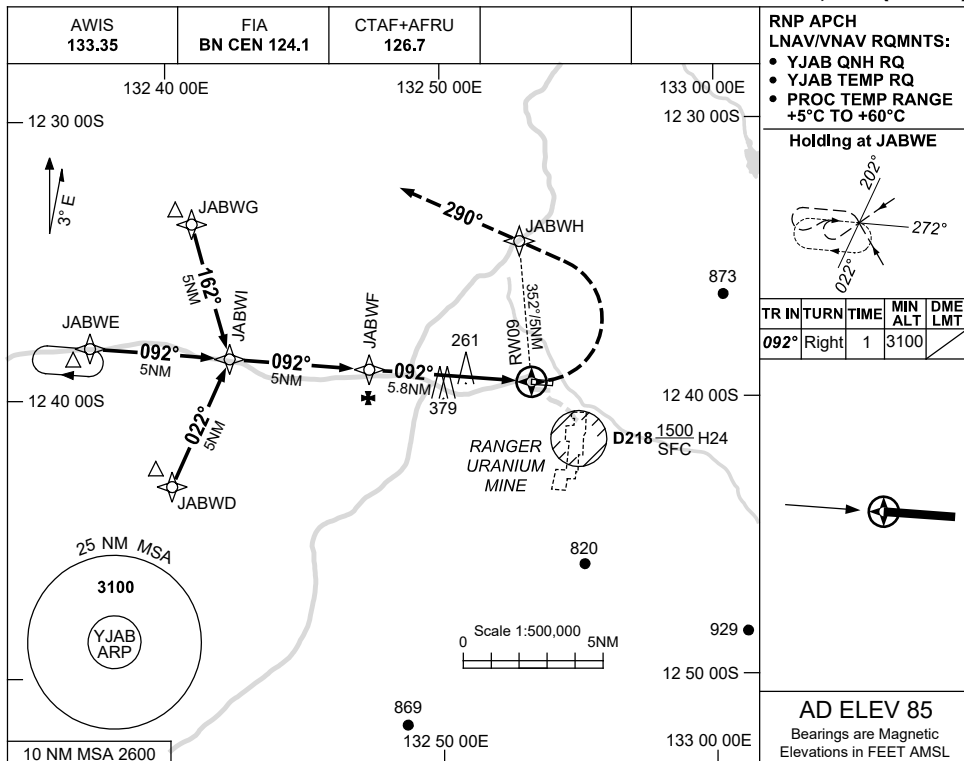 AWIS
133.35
FIA
BN CEN 124.1
CTAF+AFRU
126.7
RNP APCH
LNAV/VNAV RQMNTS:
• YJAB QNH RQ
• YJAB TEMP RQ
• PROC TEMP RANGE
+5°C TO +60°C
132 40 00E
132 50 00E
133 00 00E
12 30 00S
12 30 00S
3° E
JABWG
162°
5NM
JABWE
JABWI
092°
5NM
092°
5NM
JABWF
092°
5.8NM
022°
5NM
JABWD
290°
JABWH
352°/5NM
RW09
261
379
873
12 40 00S
12 40 00S
RANGER
URANIUM
MINE
D218 1500 H24
SFC
25 NM MSA
3100
YJAB
ARP
10 NM MSA 2600
820
929
869
Scale 1:500,000
0 5NM
12 50 00S
132 50 00E
133 00 00E
Holding at JABWE
202°
272°
022°
TR IN TURN TIME MIN ALT DME LMT
092° Right 1 3100
AD ELEV 85
Bearings are Magnetic
Elevations in FEET AMSL